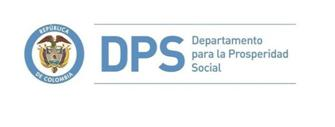 REPÚBLICA
DE COLOMBIA
DPS
Departamento
para la Prosperidad
Social